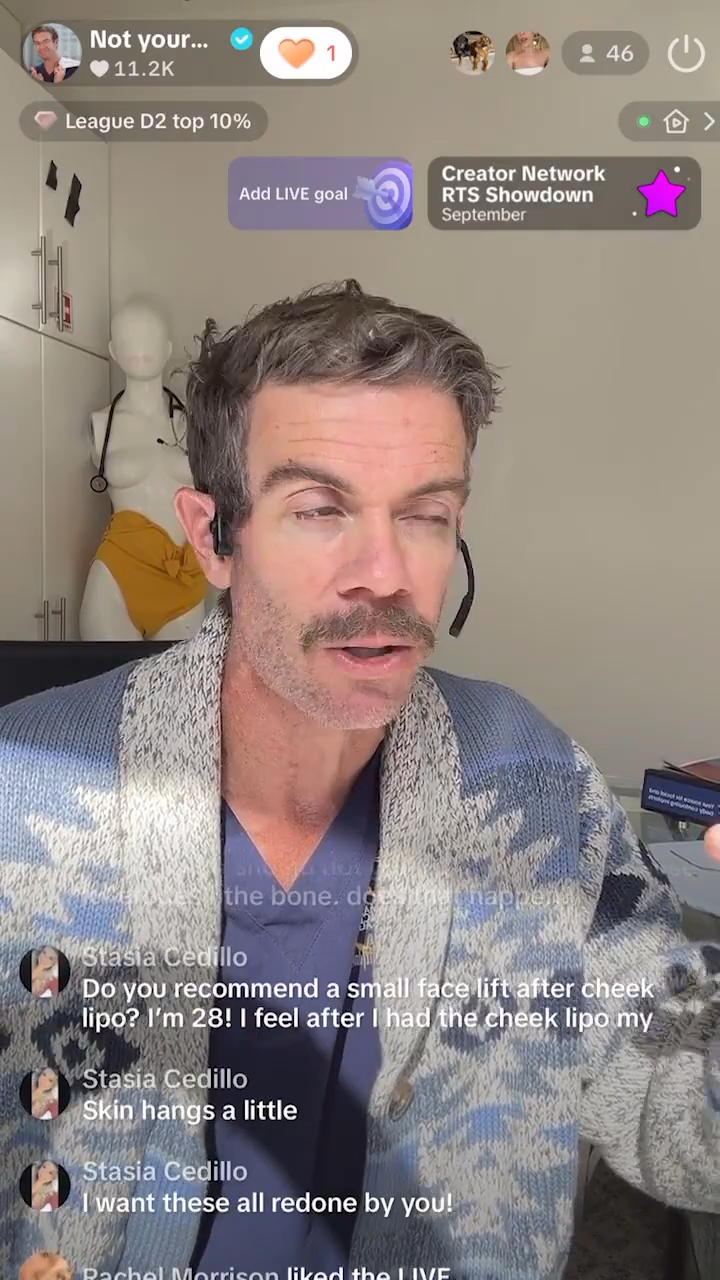 Not your...
1
11.2K
46
League D2 top 10%
Add LIVE goal
Creator Network
RTS Showdown
September
the bone. does that happen
Stasia Cedillo
Do you recommend a small face lift after cheek
lipo? I'm 28! I feel after I had the cheek lipo my
Stasia Cedillo
Skin hangs a little
Stasia Cedillo
I want these all redone by you!
Rachel Morrison liked the LIVE